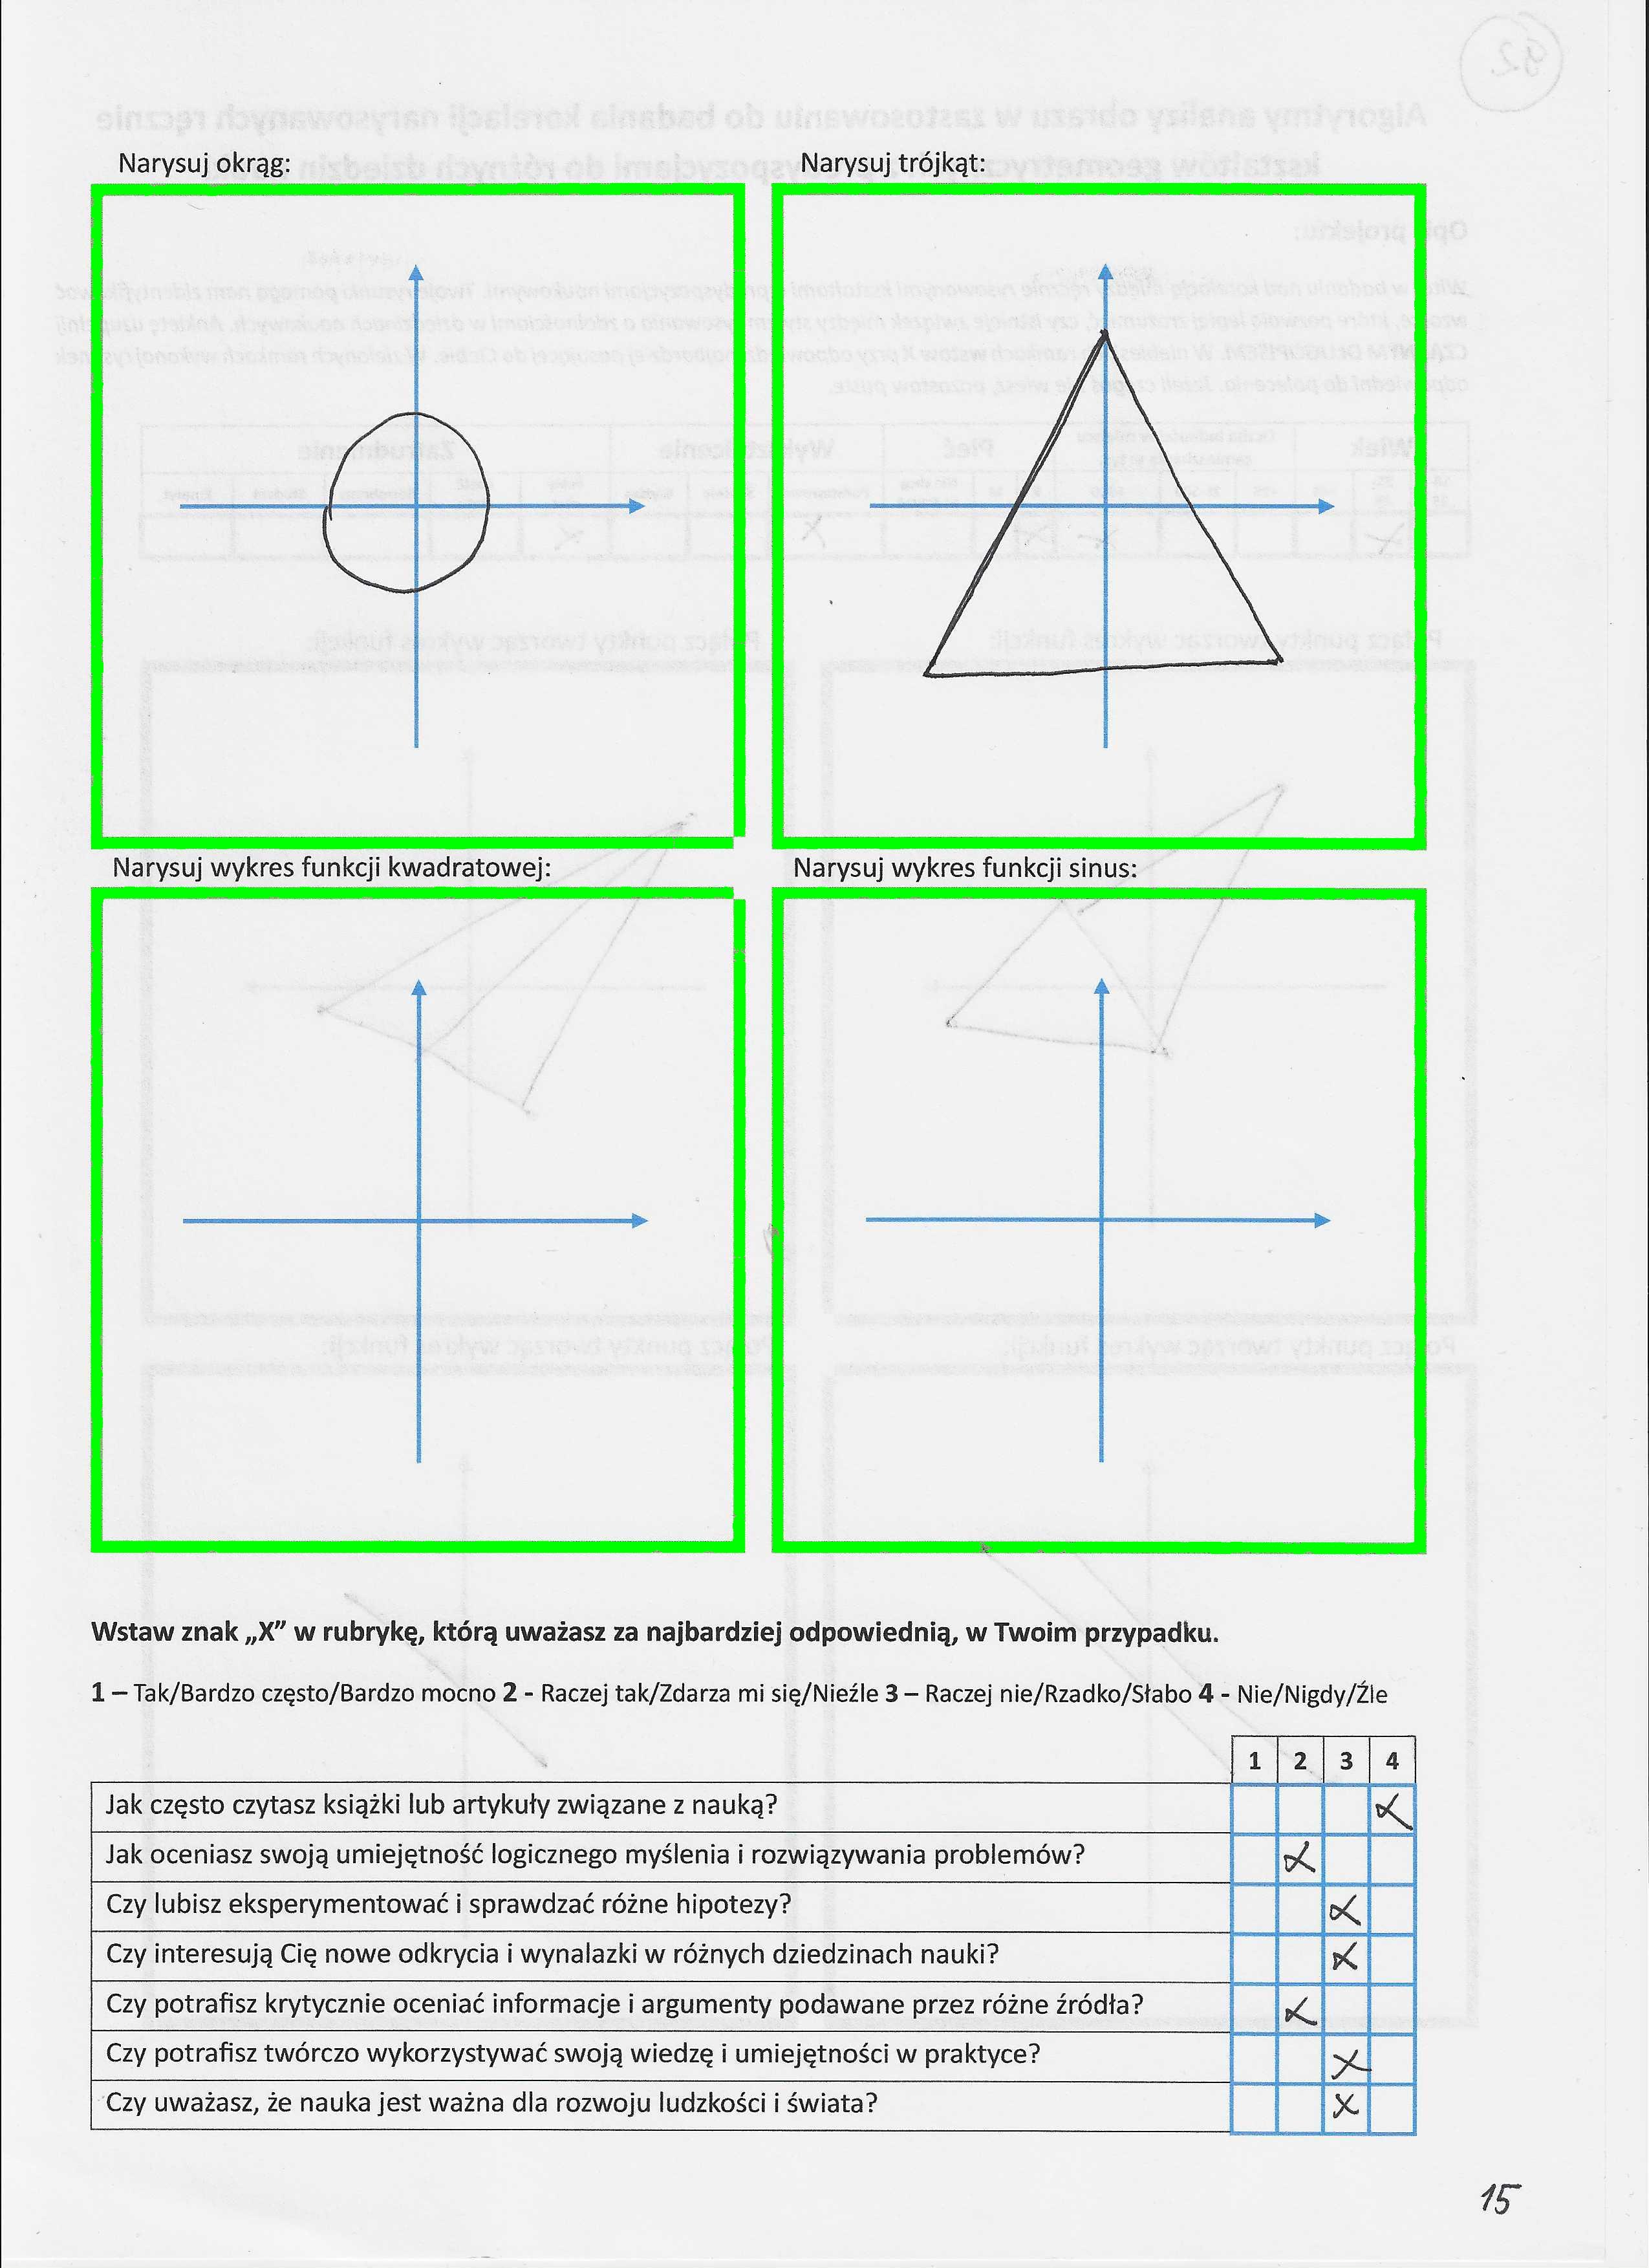 Narysuj okrąg:
Narysuj trójkąt:
Narysuj wykres funkcji kwadratowej:
Narysuj wykres funkcji sinus:
Wstaw znak „X” w rubrykę, którą uważasz za najbardziej odpowiednią, w Twoim przypadku.
1 – Tak/Bardzo często/Bardzo mocno 2 - Raczej tak/Zdarza mi się/Nieźle 3 – Raczej nie/Rzadko/Słabo 4 - Nie/Nigdy/Źle
1 2 3 4
Jak często czytasz książki lub artykuły związane z nauką? X
Jak oceniasz swoją umiejętność logicznego myślenia i rozwiązywania problemów? X
Czy lubisz eksperymentować i sprawdzać różne hipotezy? X
Czy interesują Cię nowe odkrycia i wynalazki w różnych dziedzinach nauki? X
Czy potrafisz krytycznie oceniać informacje i argumenty podawane przez różne źródła? X
Czy potrafisz twórczo wykorzystywać swoją wiedzę i umiejętności w praktyce? X
Czy uważasz, że nauka jest ważna dla rozwoju ludzkości i świata? X
15